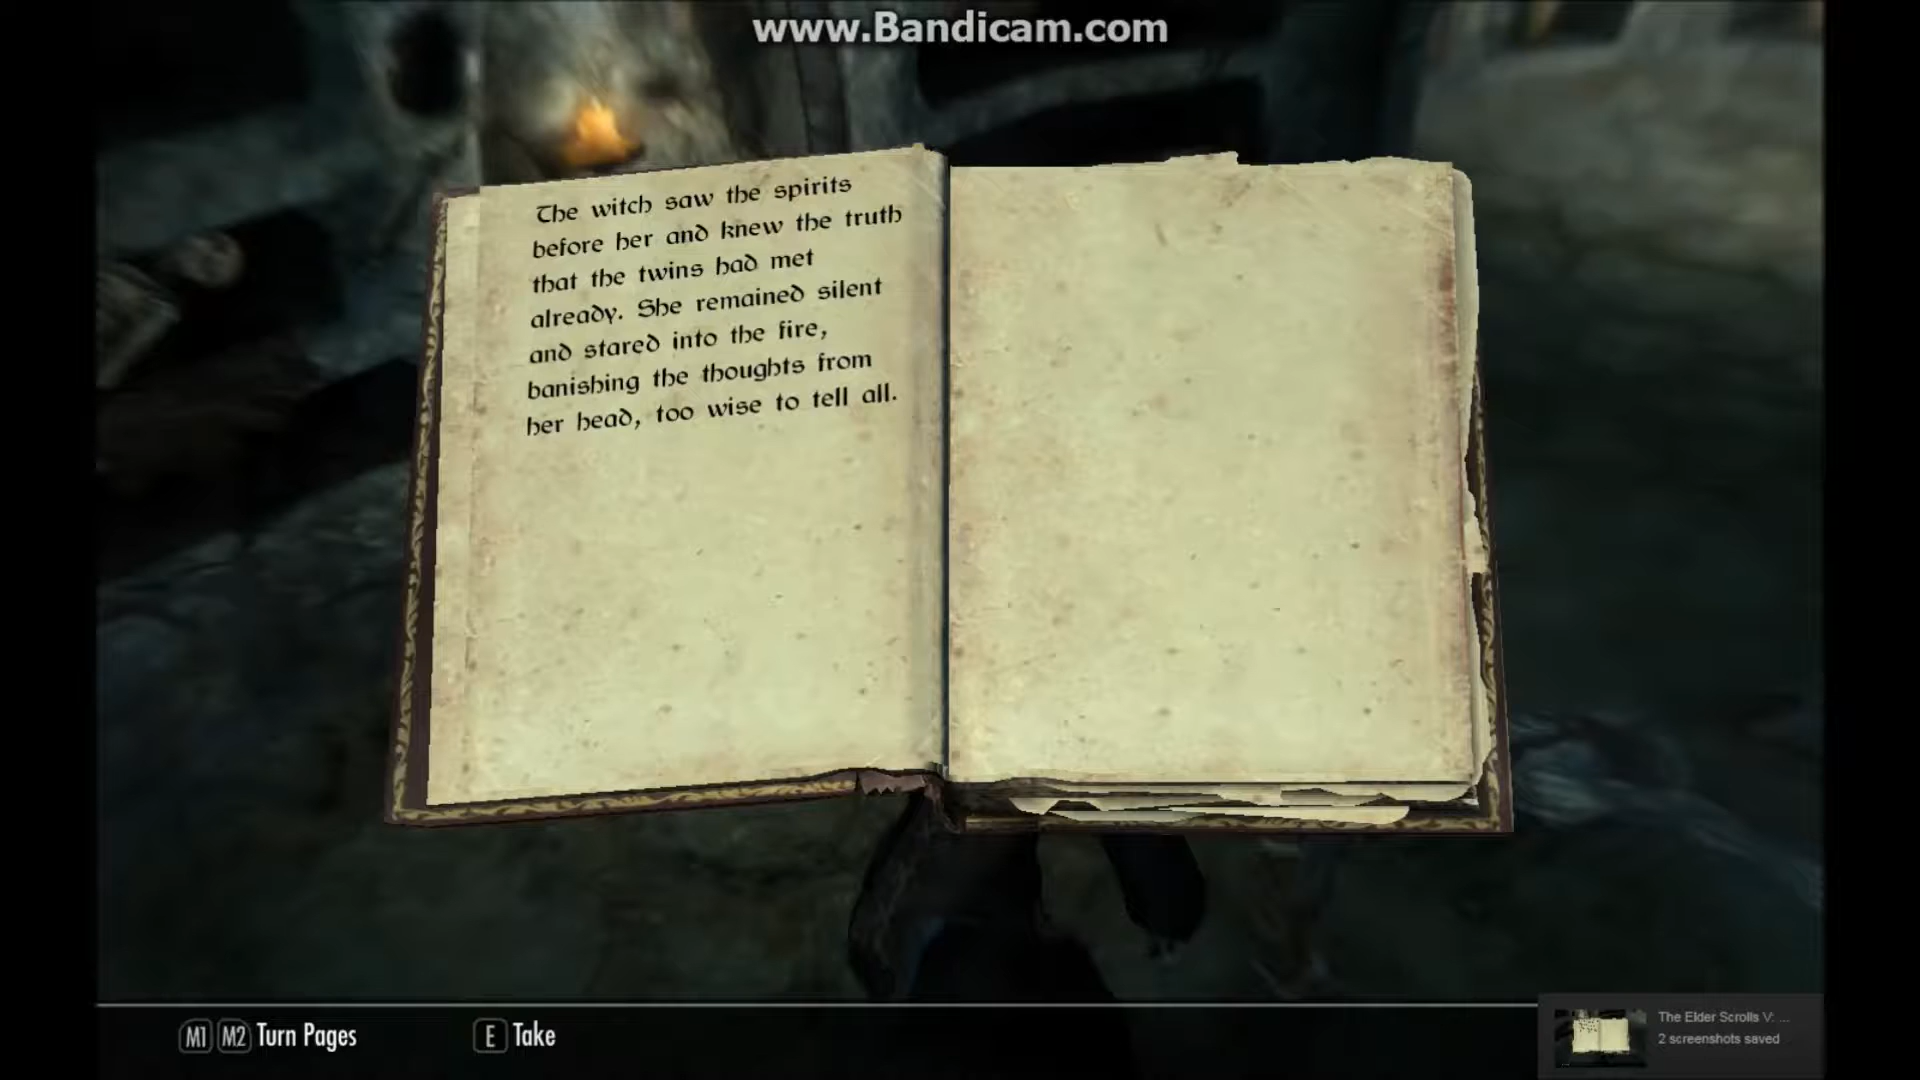 www.Bandicam.com
The witch saw the spirits
before her and knew the truth
that the twins had met
already. She remained silent
and stared into the fire,
banishing the thoughts from
her head, too wise to tell all.
M1 M2 Turn Pages
E Take
The Elder Scrolls V: ...
2 screenshots saved